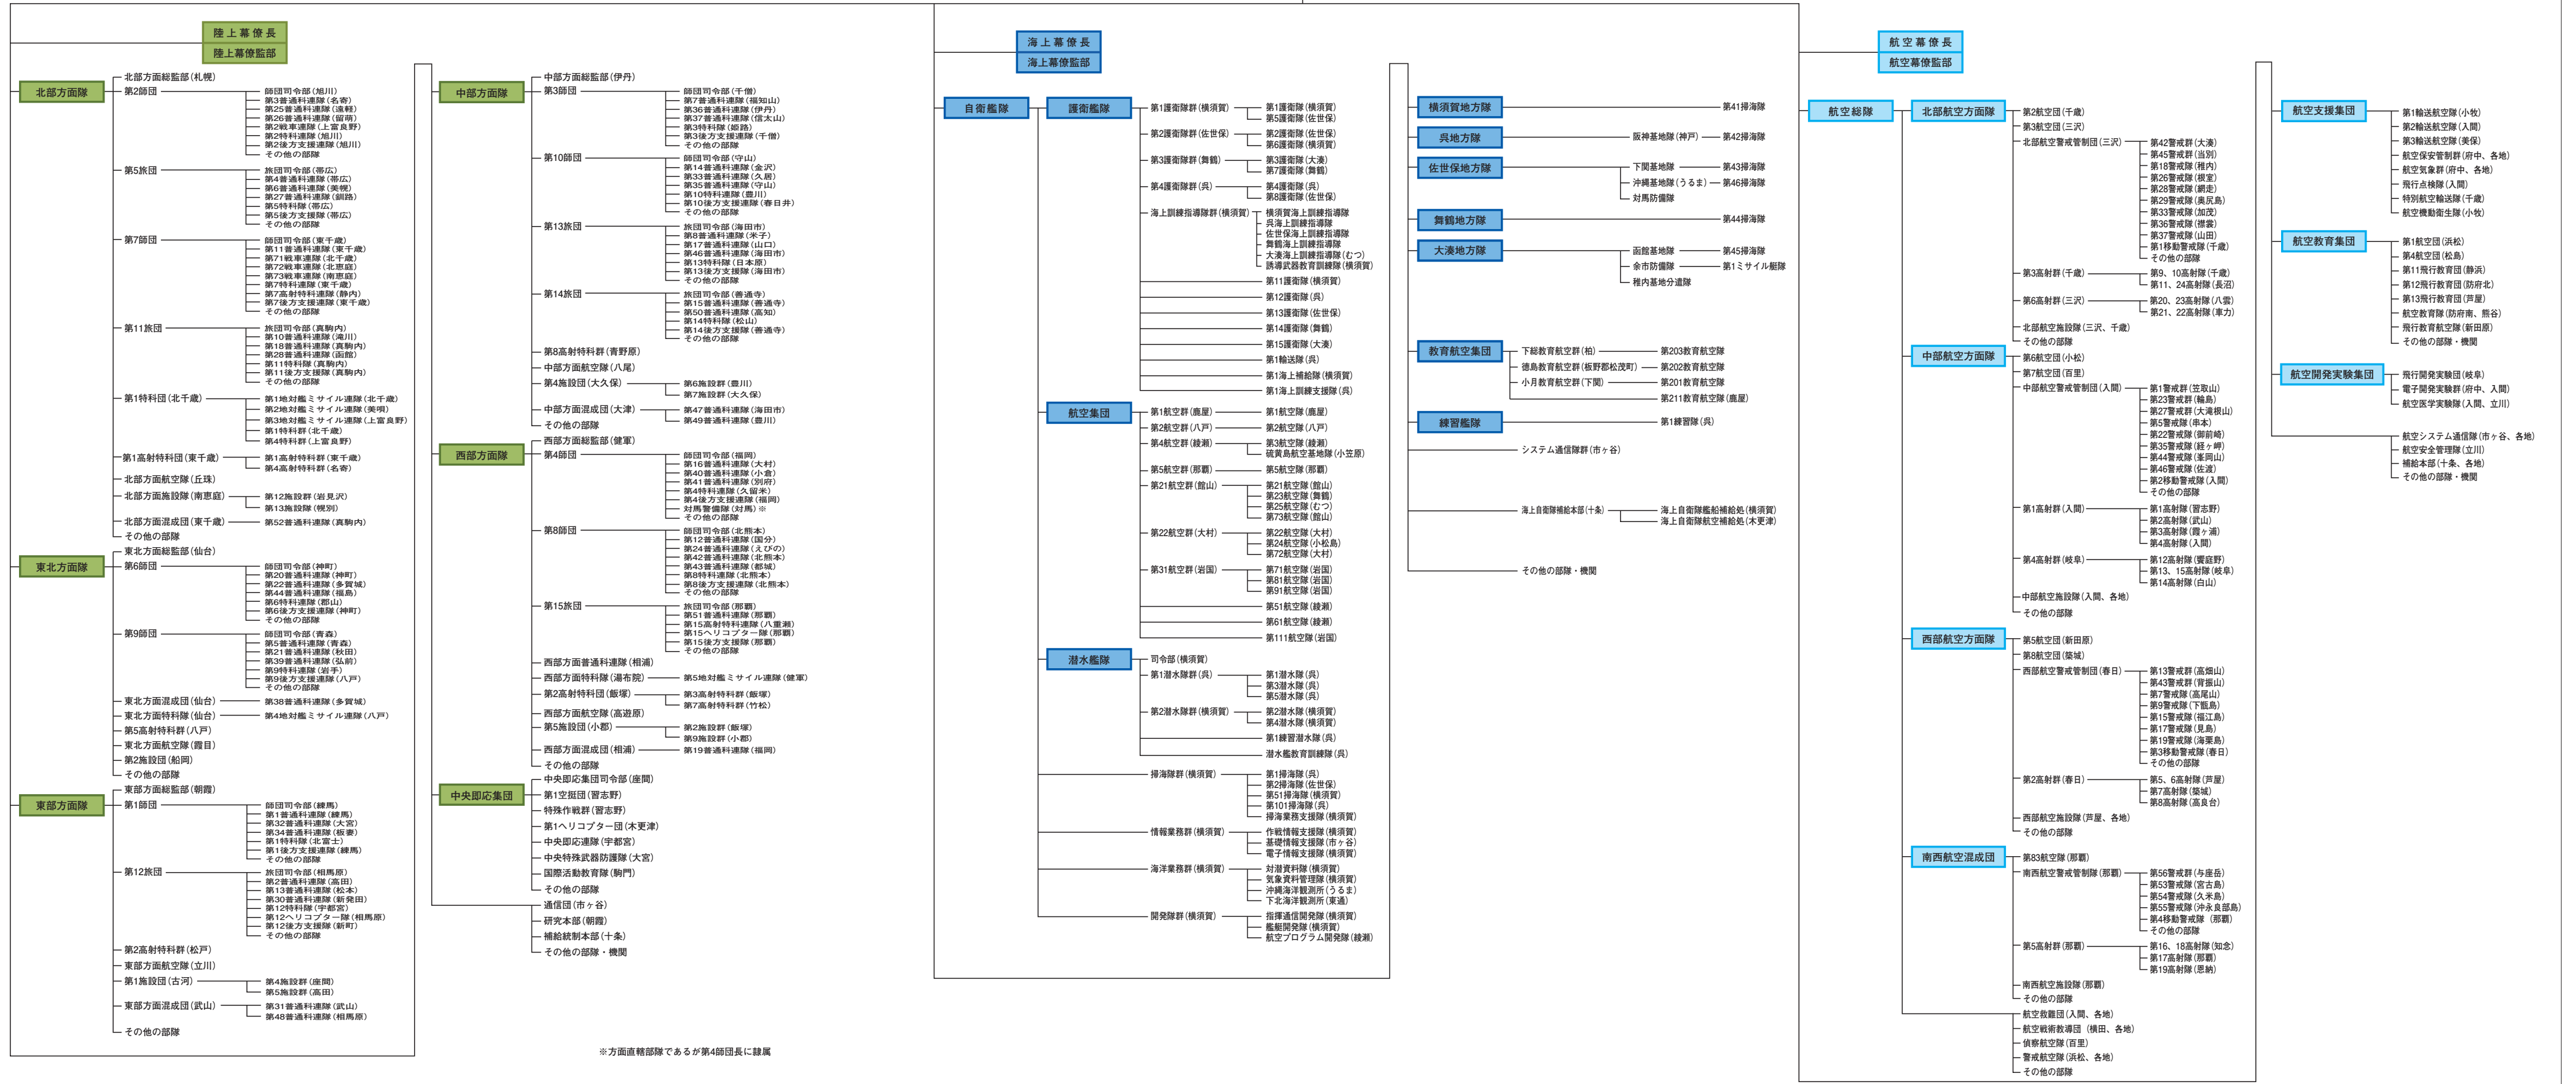 陸上幕僚長
陸上幕僚監部
北部方面隊
北部方面総監部(札幌)
第2師団
師団司令部(旭川)
第3普通科連隊(名寄)
第25普通科連隊(遠軽)
第26普通科連隊(留萌)
第2戦車連隊(上富良野)
第2特科連隊(旭川)
第2後方支援連隊(旭川)
その他の部隊
第5旅団
旅団司令部(帯広)
第4普通科連隊(帯広)
第6普通科連隊(美幌)
第27普通科連隊(釧路)
第5特科隊(帯広)
第5後方支援隊(帯広)
その他の部隊
第7師団
師団司令部(東千歳)
第11普通科連隊(東千歳)
第71戦車連隊(北千歳)
第72戦車連隊(北恵庭)
第73戦車連隊(南恵庭)
第7特科連隊(東千歳)
第7高射特科連隊(静内)
第7後方支援連隊(東千歳)
その他の部隊
第11旅団
旅団司令部(真駒内)
第10普通科連隊(滝川)
第18普通科連隊(真駒内)
第28普通科連隊(函館)
第11特科隊(真駒内)
第11後方支援隊(真駒内)
その他の部隊
第1特科団(北千歳)
第1地対艦ミサイル連隊(北千歳)
第2地対艦ミサイル連隊(美唄)
第3地対艦ミサイル連隊(上富良野)
第1特科群(北千歳)
第4特科群(上富良野)
第1高射特科団(東千歳)
第1高射特科群(東千歳)
第4高射特科群(名寄)
北部方面航空隊(丘珠)
北部方面施設隊(南恵庭)
第12施設群(岩見沢)
第13施設隊(幌別)
北部方面混成団(東千歳)
第52普通科連隊(真駒内)
その他の部隊
東北方面隊
東北方面総監部(仙台)
第6師団
師団司令部(神町)
第20普通科連隊(神町)
第22普通科連隊(多賀城)
第44普通科連隊(福島)
第6特科連隊(郡山)
第6後方支援連隊(神町)
その他の部隊
第9師団
師団司令部(青森)
第5普通科連隊(青森)
第21普通科連隊(秋田)
第39普通科連隊(弘前)
第9特科連隊(岩手)
第9後方支援連隊(八戸)
その他の部隊
東北方面混成団(仙台)
第38普通科連隊(多賀城)
東北方面特科隊(仙台)
第4地対艦ミサイル連隊(八戸)
第5高射特科群(八戸)
東北方面航空隊(霞目)
第2施設団(船岡)
その他の部隊
東部方面隊
東部方面総監部(朝霞)
第1師団
師団司令部(練馬)
第1普通科連隊(練馬)
第32普通科連隊(大宮)
第34普通科連隊(板妻)
第1特科隊(北富士)
第1後方支援連隊(練馬)
その他の部隊
第12旅団
旅団司令部(相馬原)
第2普通科連隊(高田)
第13普通科連隊(松本)
第30普通科連隊(新発田)
第12特科隊(宇都宮)
第12ヘリコプター隊(相馬原)
第12後方支援隊(新町)
その他の部隊
第2高射特科群(松戸)
東部方面航空隊(立川)
第1施設団(古河)
第4施設群(座間)
第5施設群(高田)
東部方面混成団(武山)
第31普通科連隊(武山)
第48普通科連隊(相馬原)
その他の部隊
中部方面隊
中部方面総監部(伊丹)
第3師団
師団司令部(千僧)
第7普通科連隊(福知山)
第36普通科連隊(伊丹)
第37普通科連隊(信太山)
第3特科隊(姫路)
第3後方支援連隊(千僧)
その他の部隊
第10師団
師団司令部(守山)
第14普通科連隊(金沢)
第33普通科連隊(久居)
第35普通科連隊(守山)
第10特科連隊(豊川)
第10後方支援連隊(春日井)
その他の部隊
第13旅団
旅団司令部(海田市)
第8普通科連隊(米子)
第17普通科連隊(山口)
第46普通科連隊(海田市)
第13特科隊(日本原)
第13後方支援隊(海田市)
その他の部隊
第14旅団
旅団司令部(善通寺)
第15普通科連隊(善通寺)
第50普通科連隊(高知)
第14特科隊(松山)
第14後方支援隊(善通寺)
その他の部隊
第8高射特科群(青野原)
中部方面航空隊(八尾)
第4施設団(大久保)
第6施設群(豊川)
第7施設群(大久保)
中部方面混成団(大津)
第47普通科連隊(海田市)
第49普通科連隊(豊川)
その他の部隊
西部方面隊
西部方面総監部(健軍)
第4師団
師団司令部(福岡)
第16普通科連隊(大村)
第40普通科連隊(小倉)
第41普通科連隊(別府)
第4特科連隊(久留米)
第4後方支援連隊(福岡)
対馬警備隊(対馬)※
その他の部隊
第8師団
師団司令部(北熊本)
第12普通科連隊(国分)
第24普通科連隊(えびの)
第42普通科連隊(北熊本)
第43普通科連隊(都城)
第8特科連隊(北熊本)
第8後方支援連隊(北熊本)
その他の部隊
第15旅団
旅団司令部(那覇)
第51普通科連隊(那覇)
第15高射特科連隊(八重瀬)
第15ヘリコプター隊(那覇)
第15後方支援隊(那覇)
その他の部隊
西部方面普通科連隊(相浦)
西部方面特科隊(湯布院)
第5地対艦ミサイル連隊(健軍)
第2高射特科団(飯塚)
第3高射特科群(飯塚)
第7高射特科群(竹松)
西部方面航空隊(高遊原)
第5施設団(小郡)
第2施設群(飯塚)
第9施設群(小郡)
西部方面混成団(相浦)
第19普通科連隊(福岡)
その他の部隊
中央即応集団
中央即応集団司令部(座間)
第1空挺団(習志野)
特殊作戦群(習志野)
第1ヘリコプター団(木更津)
中央即応連隊(宇都宮)
中央特殊武器防護隊(大宮)
国際活動教育隊(駒門)
その他の部隊
通信団(市ヶ谷)
研究本部(朝霞)
補給統制本部(十条)
その他の部隊・機関
※方面直轄部隊であるが第4師団長に隷属
海上幕僚長
海上幕僚監部
自衛艦隊
護衛艦隊
第1護衛隊群(横須賀)
第1護衛隊(横須賀)
第5護衛隊(佐世保)
第2護衛隊群(佐世保)
第2護衛隊(佐世保)
第6護衛隊(横須賀)
第3護衛隊群(舞鶴)
第3護衛隊(大湊)
第7護衛隊(舞鶴)
第4護衛隊群(呉)
第4護衛隊(呉)
第8護衛隊(佐世保)
海上訓練指導隊群(横須賀)
横須賀海上訓練指導隊
呉海上訓練指導隊
佐世保海上訓練指導隊
舞鶴海上訓練指導隊
大湊海上訓練指導隊(むつ)
誘導武器教育訓練隊(横須賀)
第11護衛隊(横須賀)
第12護衛隊(呉)
第13護衛隊(佐世保)
第14護衛隊(舞鶴)
第15護衛隊(大湊)
第1輸送隊(呉)
第1海上補給隊(横須賀)
第1海上訓練支援隊(呉)
航空集団
第1航空群(鹿屋)
第1航空隊(鹿屋)
第2航空群(八戸)
第2航空隊(八戸)
第4航空群(綾瀬)
第3航空隊(綾瀬)
硫黄島航空基地隊(小笠原)
第5航空群(那覇)
第5航空隊(那覇)
第21航空群(館山)
第21航空隊(館山)
第23航空隊(舞鶴)
第25航空隊(むつ)
第73航空隊(館山)
第22航空群(大村)
第22航空隊(大村)
第24航空隊(小松島)
第72航空隊(大村)
第31航空群(岩国)
第71航空隊(岩国)
第81航空隊(岩国)
第91航空隊(岩国)
第51航空隊(綾瀬)
第61航空隊(綾瀬)
第111航空隊(岩国)
潜水艦隊
司令部(横須賀)
第1潜水隊群(呉)
第1潜水隊(呉)
第3潜水隊(呉)
第5潜水隊(呉)
第2潜水隊群(横須賀)
第2潜水隊(横須賀)
第4潜水隊(横須賀)
第1練習潜水隊(呉)
潜水艦教育訓練隊(呉)
掃海隊群(横須賀)
第1掃海隊(呉)
第2掃海隊(佐世保)
第51掃海隊(横須賀)
第101掃海隊(呉)
掃海業務支援隊(横須賀)
情報業務群(横須賀)
作戦情報支援隊(横須賀)
基礎情報支援隊(市ヶ谷)
電子情報支援隊(横須賀)
海洋業務群(横須賀)
対潜資料隊(横須賀)
気象資料管理隊(横須賀)
沖縄海洋観測所(うるま)
下北海洋観測所(東通)
開発隊群(横須賀)
指揮通信開発隊(横須賀)
艦艇開発隊(横須賀)
航空プログラム開発隊(綾瀬)
横須賀地方隊
第41掃海隊
呉地方隊
阪神基地隊(神戸)
第42掃海隊
佐世保地方隊
下関基地隊
第43掃海隊
沖縄基地隊(うるま)
第46掃海隊
対馬防備隊
舞鶴地方隊
第44掃海隊
大湊地方隊
函館基地隊
第45掃海隊
余市防備隊
第1ミサイル艇隊
稚内基地分遣隊
教育航空集団
下総教育航空群(柏)
第203教育航空隊
徳島教育航空群(板野郡松茂町)
第202教育航空隊
小月教育航空群(下関)
第201教育航空隊
第211教育航空隊(鹿屋)
練習艦隊
第1練習隊(呉)
システム通信隊群(市ヶ谷)
海上自衛隊補給本部(十条)
海上自衛隊艦船補給処(横須賀)
海上自衛隊航空補給処(木更津)
その他の部隊・機関
航空幕僚長
航空幕僚監部
航空総隊
北部航空方面隊
第2航空団(千歳)
第3航空団(三沢)
北部航空警戒管制団(三沢)
第42警戒群(大湊)
第45警戒群(当別)
第18警戒隊(稚内)
第26警戒隊(根室)
第28警戒隊(網走)
第29警戒隊(奥尻島)
第33警戒隊(加茂)
第36警戒隊(襟裳)
第37警戒隊(山田)
第1移動警戒隊(千歳)
その他の部隊
第3高射群(千歳)
第9、10高射隊(千歳)
第11、24高射隊(長沼)
第6高射群(三沢)
第20、23高射隊(八雲)
第21、22高射隊(車力)
北部航空施設隊(三沢、千歳)
その他の部隊
中部航空方面隊
第6航空団(小松)
第7航空団(百里)
中部航空警戒管制団(入間)
第1警戒群(笠取山)
第23警戒群(輪島)
第27警戒群(大滝根山)
第5警戒隊(串本)
第22警戒隊(御前崎)
第35警戒隊(経ヶ岬)
第44警戒隊(峯岡山)
第46警戒隊(佐渡)
第2移動警戒隊(入間)
その他の部隊
第1高射群(入間)
第1高射隊(習志野)
第2高射隊(武山)
第3高射隊(霞ヶ浦)
第4高射隊(入間)
第4高射群(岐阜)
第12高射隊(饗庭野)
第13、15高射隊(岐阜)
第14高射隊(白山)
中部航空施設隊(入間、各地)
その他の部隊
西部航空方面隊
第5航空団(新田原)
第8航空団(築城)
西部航空警戒管制団(春日)
第13警戒群(高畑山)
第43警戒群(背振山)
第7警戒隊(高尾山)
第9警戒隊(下甑島)
第15警戒隊(福江島)
第17警戒隊(見島)
第19警戒隊(海栗島)
第3移動警戒隊(春日)
その他の部隊
第2高射群(春日)
第5、6高射隊(芦屋)
第7高射隊(築城)
第8高射隊(高良台)
西部航空施設隊(芦屋、各地)
その他の部隊
南西航空混成団
第83航空隊(那覇)
南西航空警戒管制隊(那覇)
第56警戒群(与座岳)
第53警戒隊(宮古島)
第54警戒隊(久米島)
第55警戒隊(沖永良部島)
第4移動警戒隊(那覇)
その他の部隊
第5高射群(那覇)
第16、18高射隊(知念)
第17高射隊(那覇)
第19高射隊(恩納)
南西航空施設隊(那覇)
その他の部隊
航空救難団(入間、各地)
航空戦術教導団(横田、各地)
偵察航空隊(百里)
警戒航空隊(浜松、各地)
その他の部隊
航空支援集団
第1輸送航空隊(小牧)
第2輸送航空隊(入間)
第3輸送航空隊(美保)
航空保安管制群(府中、各地)
航空気象群(府中、各地)
飛行点検隊(入間)
特別航空輸送隊(千歳)
航空機動衛生隊(小牧)
航空教育集団
第1航空団(浜松)
第4航空団(松島)
第11飛行教育団(静浜)
第12飛行教育団(防府北)
第13飛行教育団(芦屋)
航空教育隊(防府南、熊谷)
飛行教育航空隊(新田原)
その他の部隊・機関
航空開発実験集団
飛行開発実験団(岐阜)
電子開発実験群(府中、入間)
航空医学実験隊(入間、立川)
航空システム通信隊(市ヶ谷、各地)
航空安全管理隊(立川)
補給本部(十条、各地)
その他の部隊・機関